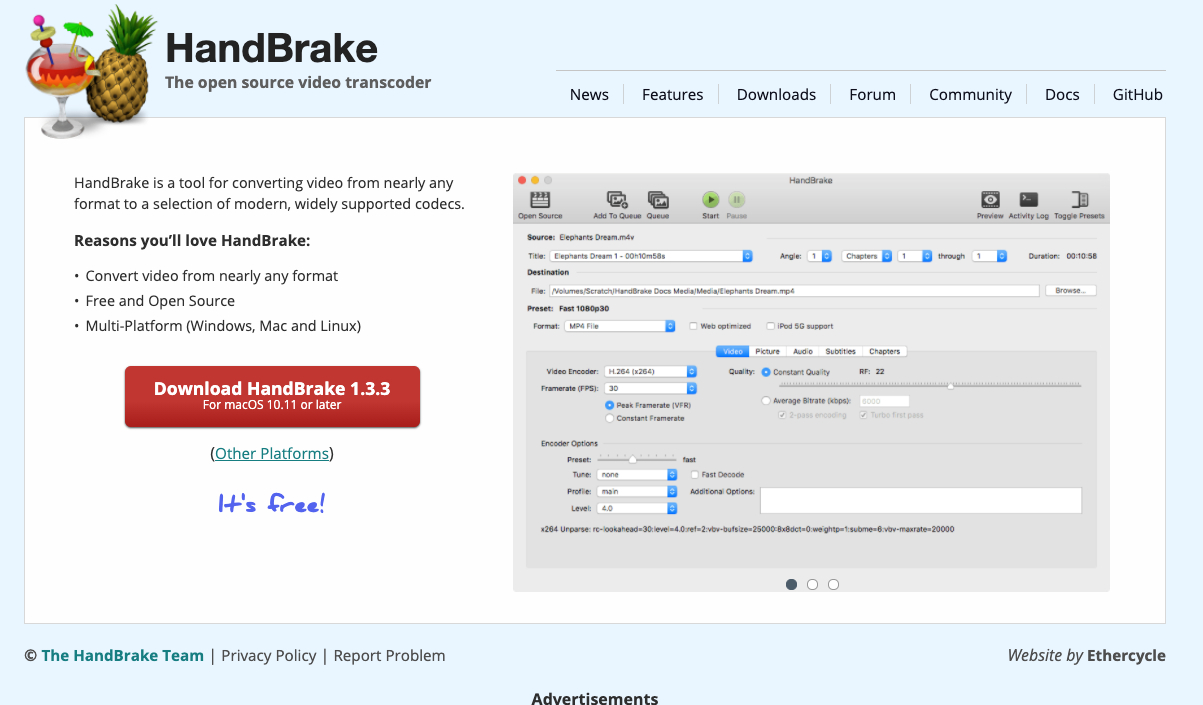 HandBrake
The open source video transcoder
News
Features
Downloads
Forum
Community
Docs
GitHub
HandBrake is a tool for converting video from nearly any
format to a selection of modern, widely supported codecs.
Reasons you’ll love HandBrake:
• Convert video from nearly any format
• Free and Open Source
• Multi-Platform (Windows, Mac and Linux)
Download HandBrake 1.3.3
For macOS 10.11 or later
(Other Platforms)
It's free!
HandBrake
Open Source
Add To Queue
Queue
Start
Pause
Preview
Activity Log
Toggle Presets
Source: Elephants Dream.m4v
Title: Elephants Dream 1 - 00h10m58s
Angle: 1
Chapters
1
through
1
Duration: 00:10:58
Destination
File: /Volumes/Scratch/HandBrake Docs Media/Media/Elephants Dream.mp4
Browse...
Preset: Fast 1080p30
Format: MP4 File
Web optimized
iPod 5G support
Video
Picture
Audio
Subtitles
Chapters
Video Encoder: H.264 (x264)
Quality: Constant Quality
RF: 22
Framerate (FPS): 30
Peak Framerate (VFR)
Constant Framerate
Average Bitrate (kbps): 6000
2-pass encoding
Turbo first pass
Encoder Options
Preset: fast
Tune: none
Fast Decode
Profile: main
Additional Options:
Level: 4.0
x264 Unparse: rc-lookahead=30:level=4.0:ref=2:vbv-bufsize=25000:8x8dct=0:weightp=1:subme=6:vbv-maxrate=20000
© The HandBrake Team | Privacy Policy | Report Problem
Website by Ethercycle
Advertisements